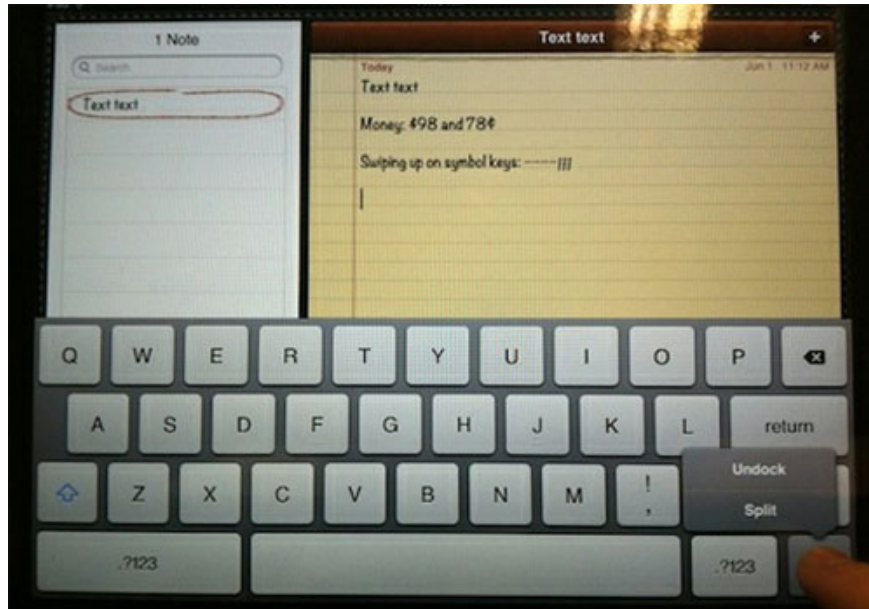 1 Note
Text text
+
Search
Text text
Today
Jun 1 11:12 AM
Text text
Money: ¢98 and 78¢
Swiping up on symbol keys: -----)))
Q W E R T Y U I O P
A S D F G H J K L return
Undock
Z X C V B N M ! ,
Split
.?123
.?123